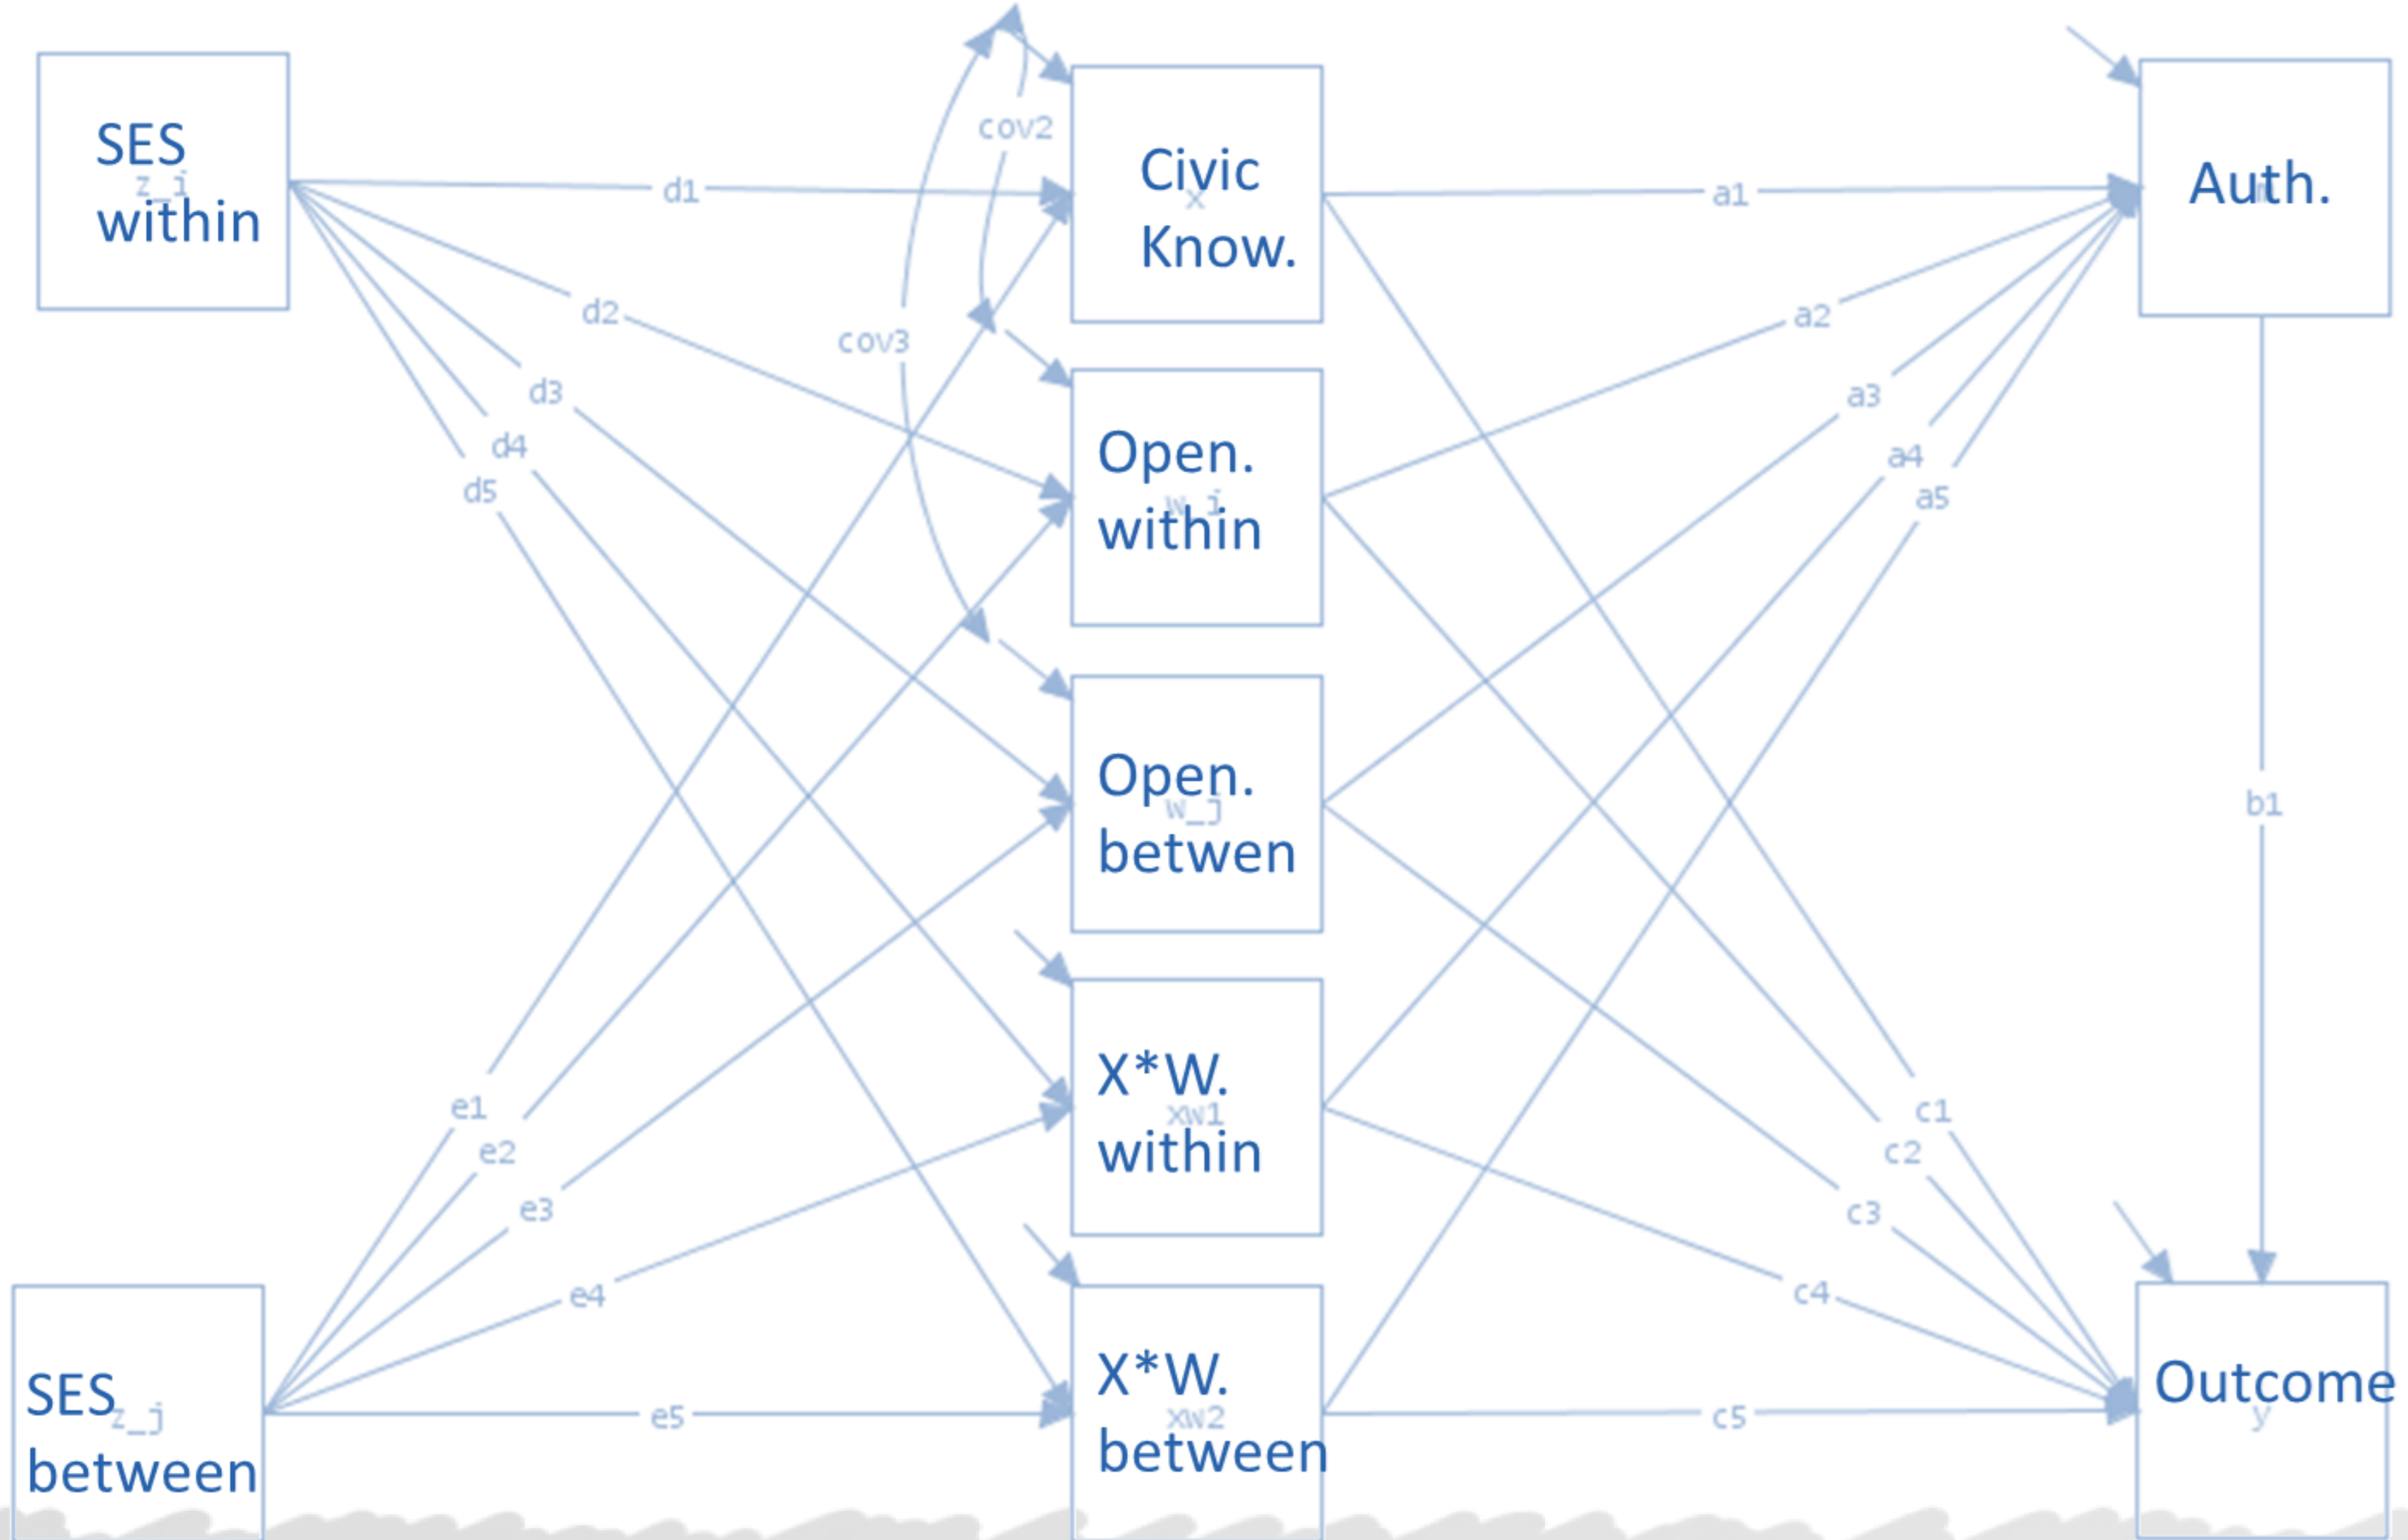 SES
z_i
within
d1
d2
d3
d4
d5
cov2
cov3
Civic
x
Know.
Open.
w_i
within
Open.
w_j
betwen
X*W.
xw1
within
X*W.
xw2
between
a1
a2
a3
a4
a5
Auth.
b1
e1
e2
e3
e4
e5
c1
c2
c3
c4
c5
SES
z_j
between
Outcome
y